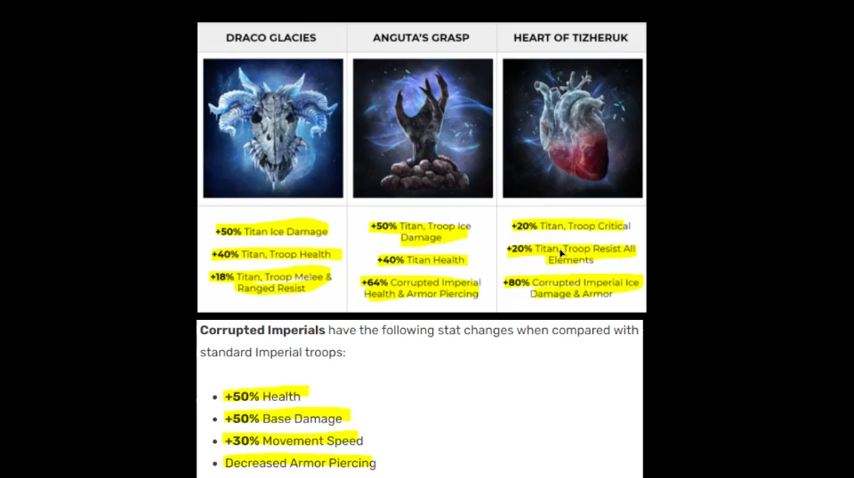 DRACO GLACIES
ANGUTA'S GRASP
HEART OF TIZHERUK
+50% Titan Ice Damage
+40% Titan, Troop Health
+18% Titan, Troop Melee &
Ranged Resist
+50% Titan, Troop Ice
Damage
+40% Titan Health
+64% Corrupted Imperial
Health & Armor Piercing
+20% Titan, Troop Critical
+20% Titan, Troop Resist All
Elements
+80% Corrupted Imperial Ice
Damage & Armor
Corrupted Imperials have the following stat changes when compared with
standard Imperial troops:
+50% Health
+50% Base Damage
+30% Movement Speed
Decreased Armor Piercing